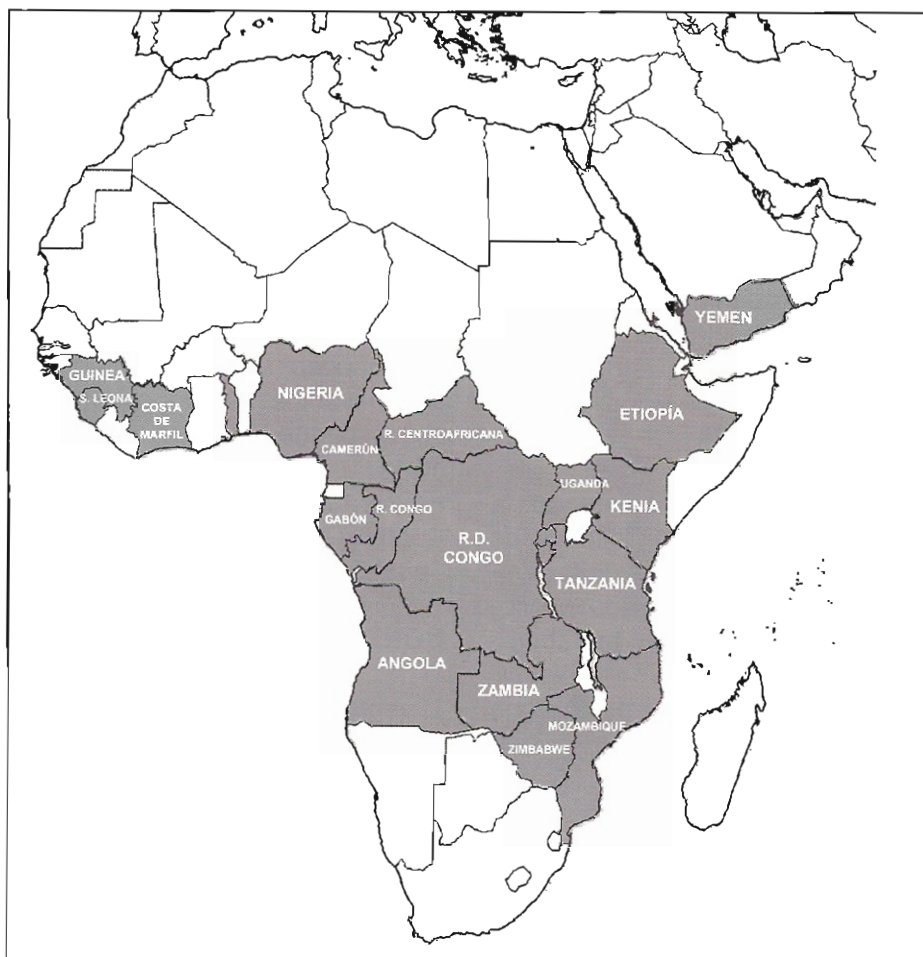 YEMEN
GUINEA
S. LEONA
COSTA
DE
MARFIL
NIGERIA
ETIOPÍA
R. CENTROAFRICANA
CAMERÚN
UGANDA
KENIA
R. CONGO
GABÓN
R.D.
CONGO
TANZANIA
ANGOLA
ZAMBIA
MOZAMBIQUE
ZIMBABWE